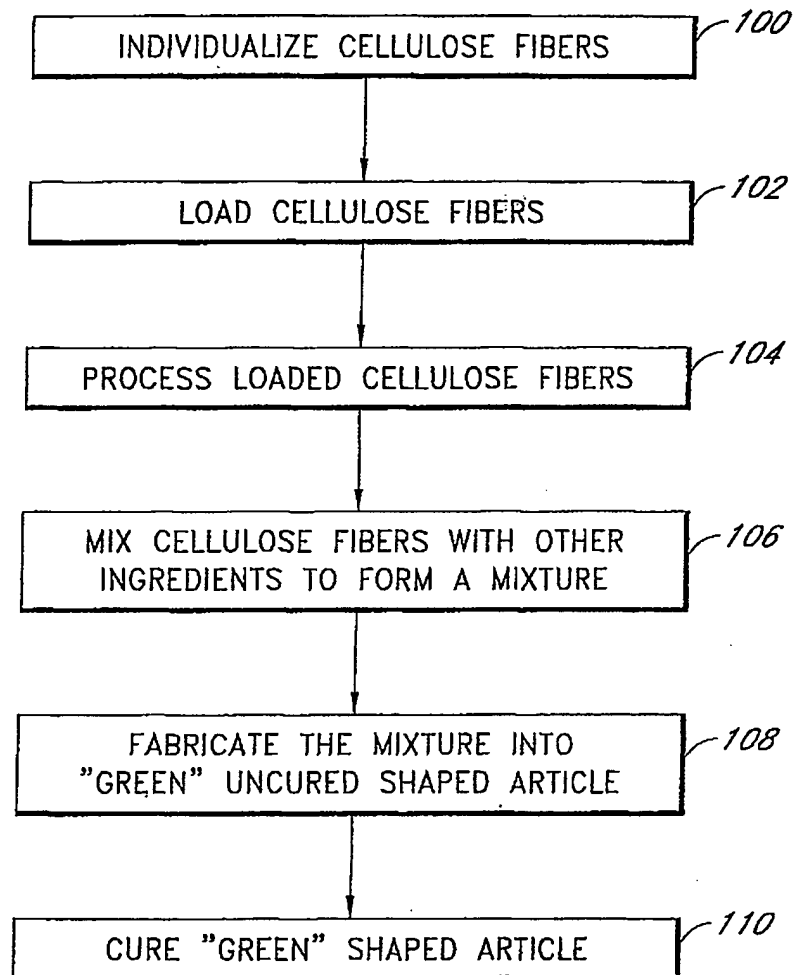 INDIVIDUALIZE CELLULOSE FIBERS
100
LOAD CELLULOSE FIBERS
102
PROCESS LOADED CELLULOSE FIBERS
104
MIX CELLULOSE FIBERS WITH OTHER
INGREDIENTS TO FORM A MIXTURE
106
FABRICATE THE MIXTURE INTO
"GREEN" UNCURED SHAPED ARTICLE
108
CURE "GREEN" SHAPED ARTICLE
110